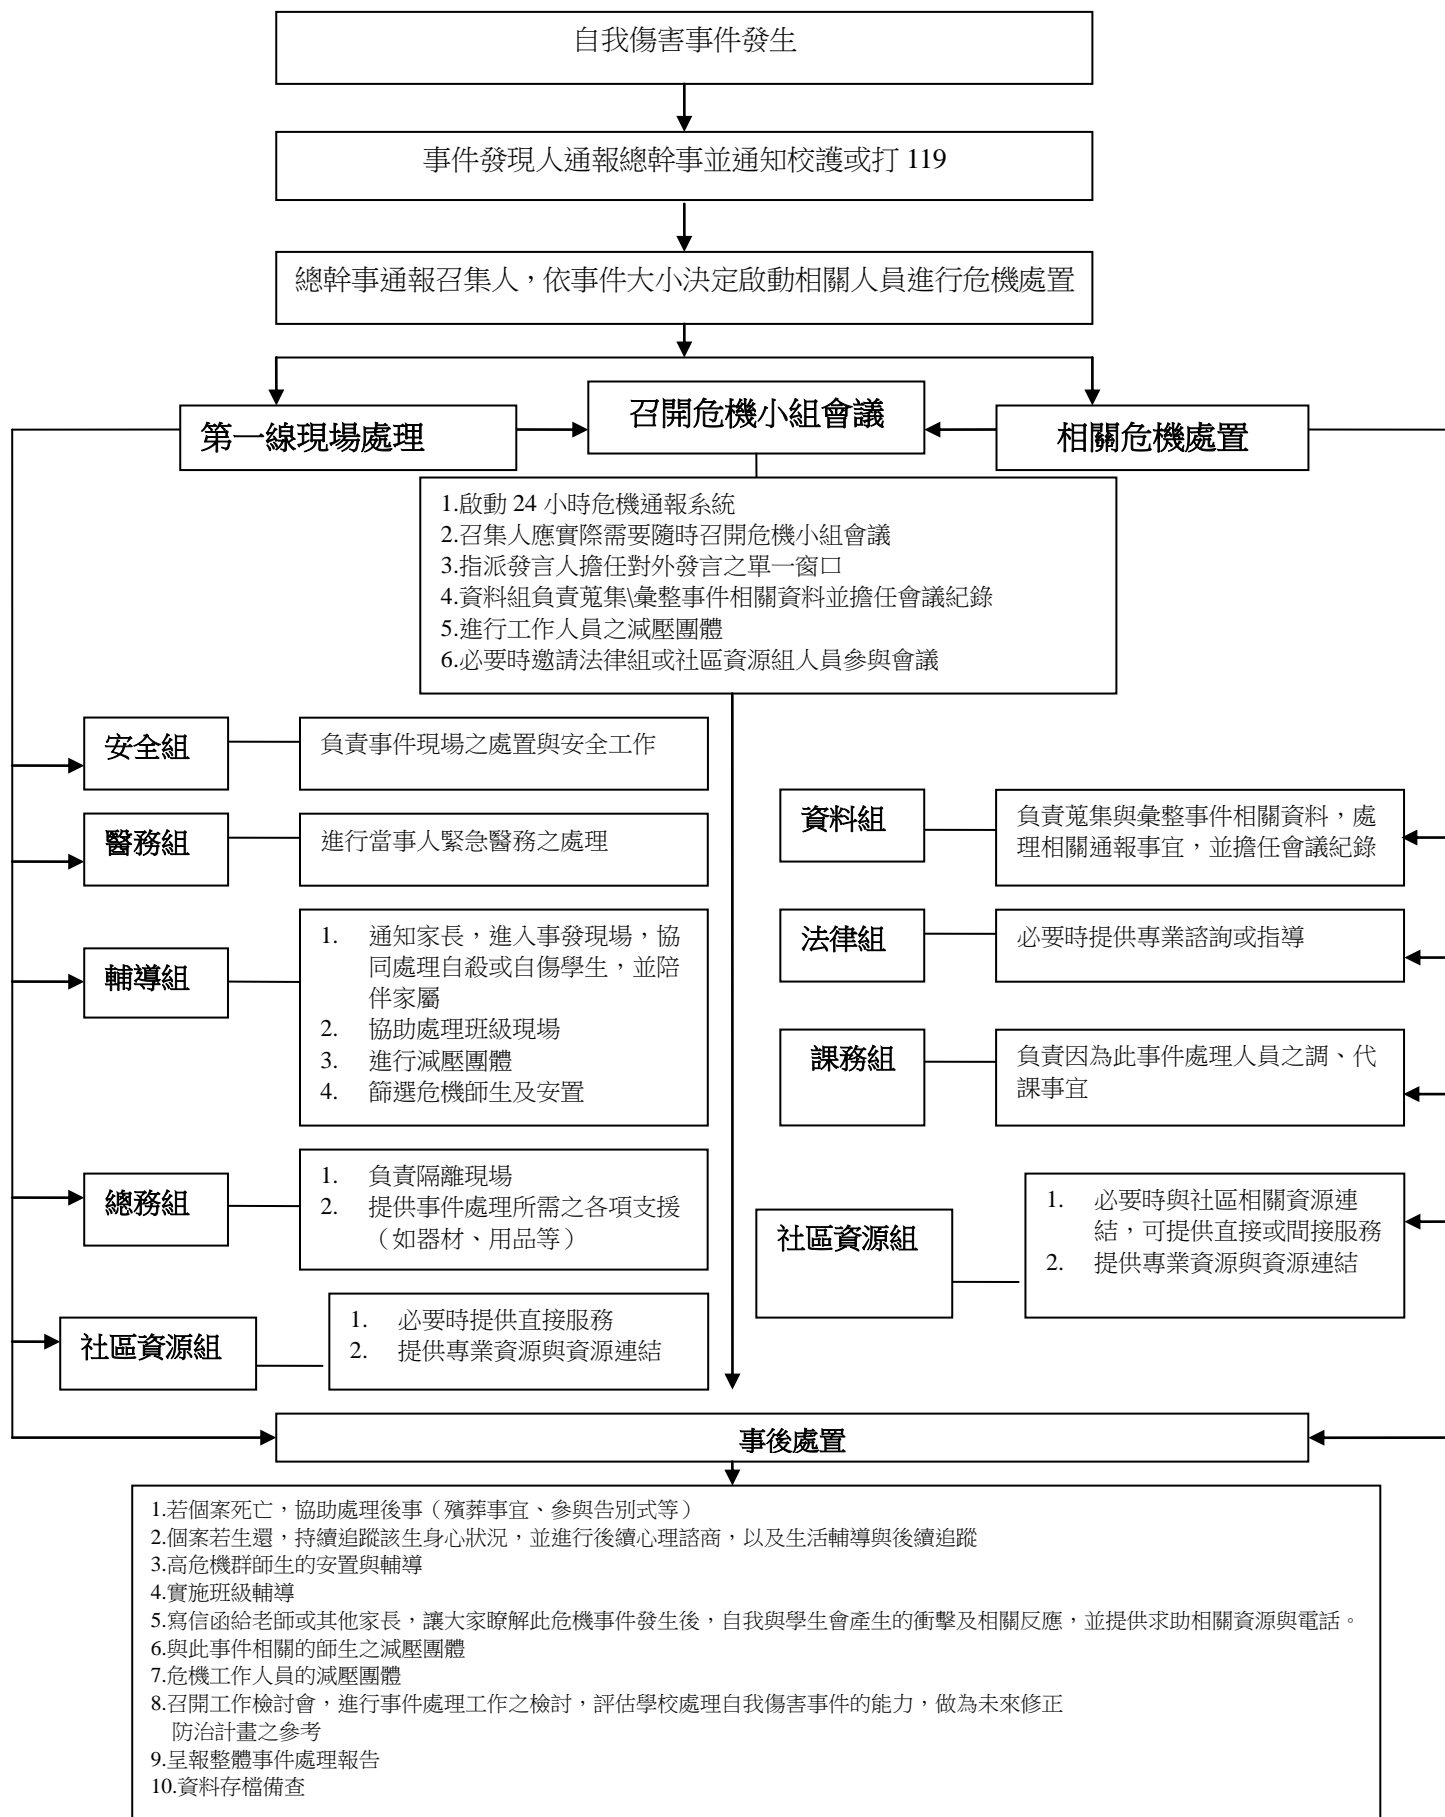 自我傷害事件發生
事件發現人通報總幹事並通知校護或打 119
總幹事通報召集人，依事件大小決定啟動相關人員進行危機處置
第一線現場處理
召開危機小組會議
相關危機處置
1.啟動 24 小時危機通報系統
2.召集人應實際需要隨時召開危機小組會議
3.指派發言人擔任對外發言之單一窗口
4.資料組負責蒐集\彙整事件相關資料並擔任會議紀錄
5.進行工作人員之減壓團體
6.必要時邀請法律組或社區資源組人員參與會議
安全組
負責事件現場之處置與安全工作
醫務組
進行當事人緊急醫務之處理
輔導組
1. 通知家長，進入事發現場，協
同處理自殺或自傷學生，並陪
伴家屬
2. 協助處理班級現場
3. 進行減壓團體
4. 篩選危機師生及安置
總務組
1. 負責隔離現場
2. 提供事件處理所需之各項支援
（如器材、用品等）
社區資源組
1. 必要時提供直接服務
2. 提供專業資源與資源連結
資料組
負責蒐集與彙整事件相關資料，處
理相關通報事宜，並擔任會議紀錄
法律組
必要時提供專業諮詢或指導
課務組
負責因為此事件處理人員之調、代
課事宜
社區資源組
1. 必要時與社區相關資源連
結，可提供直接或間接服務
2. 提供專業資源與資源連結
事後處置
1.若個案死亡，協助處理後事（殯葬事宜、參與告別式等）
2.個案若生還，持續追蹤該生身心狀況，並進行後續心理諮商，以及生活輔導與後續追蹤
3.高危機群師生的安置與輔導
4.實施班級輔導
5.寫信函給老師或其他家長，讓大家瞭解此危機事件發生後，自我與學生會產生的衝擊及相關反應，並提供求助相關資源與電話。
6.與此事件相關的師生之減壓團體
7.危機工作人員的減壓團體
8.召開工作檢討會，進行事件處理工作之檢討，評估學校處理自我傷害事件的能力，做為未來修正
防治計畫之參考
9.呈報整體事件處理報告
10.資料存檔備查